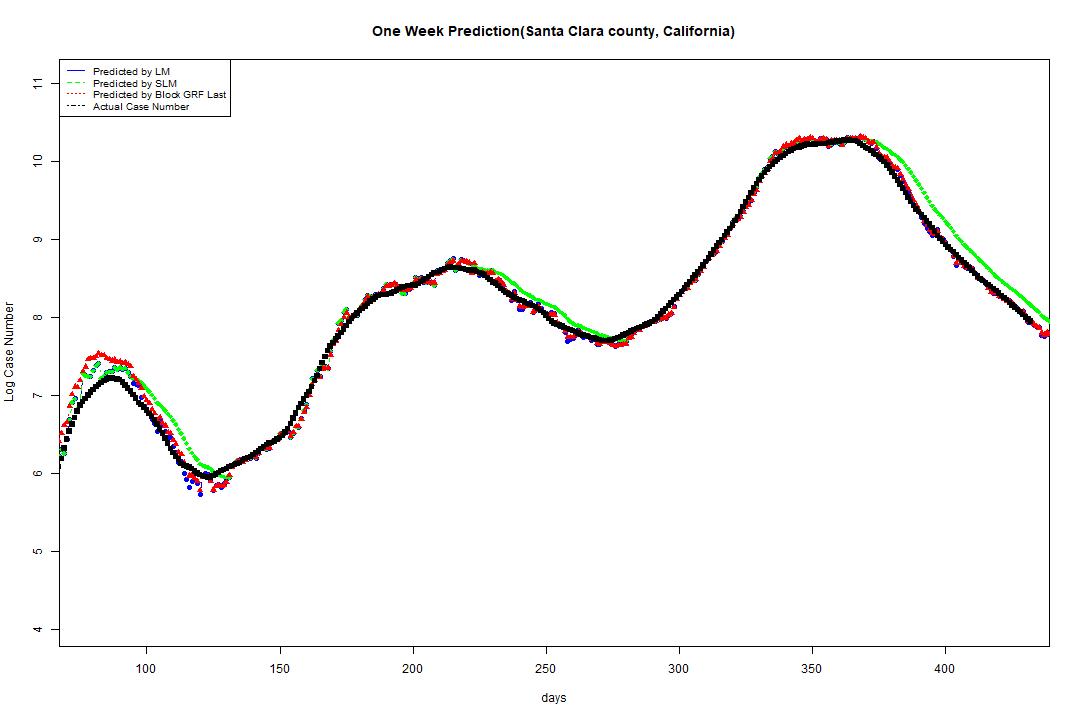 One Week Prediction(Santa Clara county, California)
Predicted by LM
Predicted by SLM
Predicted by Block GRF Last
Actual Case Number
11
10
9
8
7
6
5
4
Log Case Number
100 150 200 250 300 350 400
days